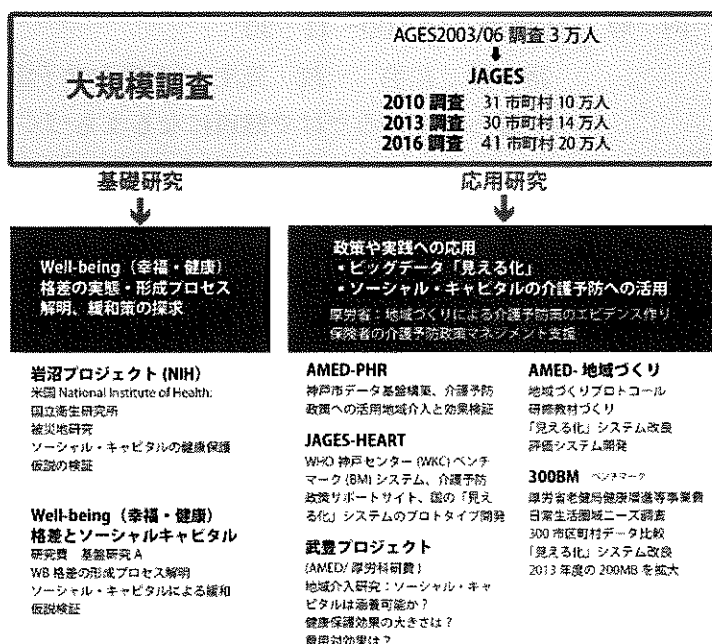 大規模調査
AGES2003/06 調査 3 万人
JAGES
2010 調査 31 市町村 10 万人
2013 調査 30 市町村 14 万人
2016 調査 41 市町村 20 万人
基礎研究
応用研究
Well-being（幸福・健康）
格差の実態・形成プロセス
解明、緩和策の探求
政策や実践への応用
・ビッグデータ「見える化」
・ソーシャル・キャピタルの介護予防への活用
厚労省：地域づくりによる介護予防策のエビデンス作り
保険者の介護予防政策マネジメント支援
岩沼プロジェクト (NIH)
米国 National Institute of Health:
国立衛生研究所
被災地研究
ソーシャル・キャピタルの健康保護
仮説の検証
Well-being（幸福・健康）
格差とソーシャルキャピタル
研究費 基盤研究 A
WB 格差の形成プロセス解明
ソーシャル・キャピタルによる緩和
仮説検証
AMED-PHR
神戸市データ基盤構築、介護予防
政策への活用地域介入と効果検証
JAGES-HEART
WHO 神戸センター (WKC) ベンチ
マーク (BM) システム、介護予防
政策サポートサイト、国の「見え
る化」システムのプロトタイプ開発
武豊プロジェクト
(AMED/ 厚労科研費)
地域介入研究：ソーシャル・キャ
ピタルは涵養可能か？
健康保護効果の大きさは？
費用対効果は？
AMED- 地域づくり
地域づくりプロトコール
研修教材づくり
「見える化」システム改良
評価システム開発
300BM ベンチマーク
厚労省老健局健康増進等事業費
日常生活圏域ニーズ調査
300 市区町村データ比較
「見える化」システム改良
2013 年度の 200MB を拡大